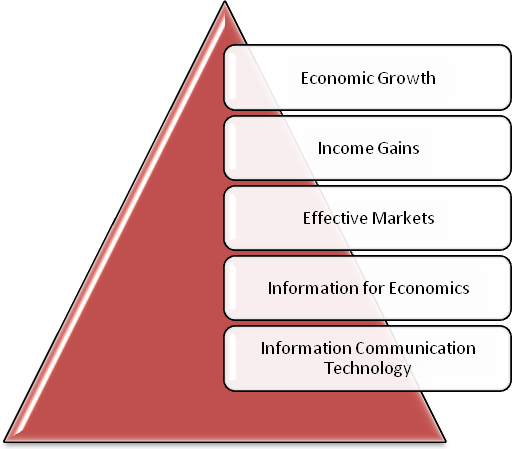 Economic Growth
Income Gains
Effective Markets
Information for Economics
Information Communication
Technology